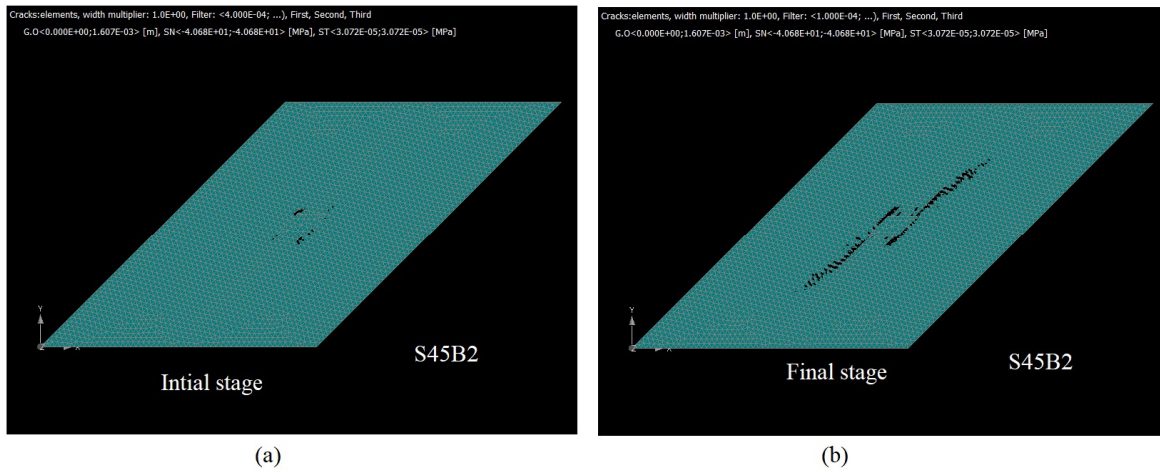 Cracks:elements, width multiplier: 1.0E+00, Filter: <4.000E-04; ...), First, Second, Third
G.O<0.000E+00;1.607E-03> [m], SN<-4.068E+01;-4.068E+01> [MPa], ST<3.072E-05;3.072E-05> [MPa]
Y
Z
X
S45B2
Intial stage
(a)
Cracks:elements, width multiplier: 1.0E+00, Filter: <1.000E-04; ...), First, Second, Third
G.O<0.000E+00;1.607E-03> [m], SN<-4.068E+01;-4.068E+01> [MPa], ST<3.072E-05;3.072E-05> [MPa]
Y
Z
X
S45B2
Final stage
(b)